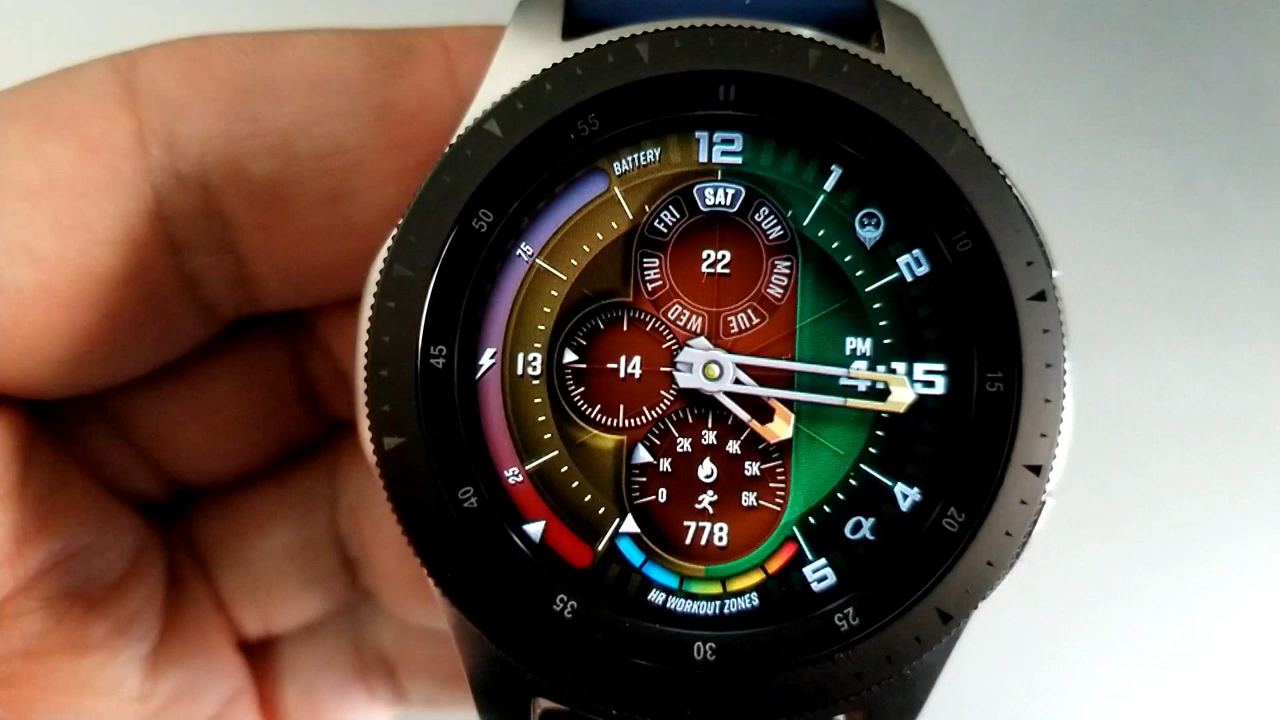 55
50
45
40
35
30
25
20
15
10
BATTERY
75
25
12
1
2
4
5
SAT
SUN
MON
TUE
WED
THU
FRI
22
PM
4:15
13
-14
0
1K
2K
3K
4K
5K
6K
778
α
HR WORKOUT ZONES